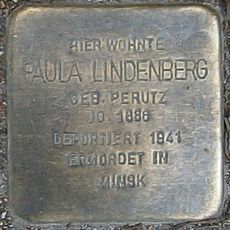 HIER WOHNTE
PAULA LINDENBERG
GEB. PERUTZ
JG. 1886
DEPORTIERT 1941
ERMORDET IN
MINSK